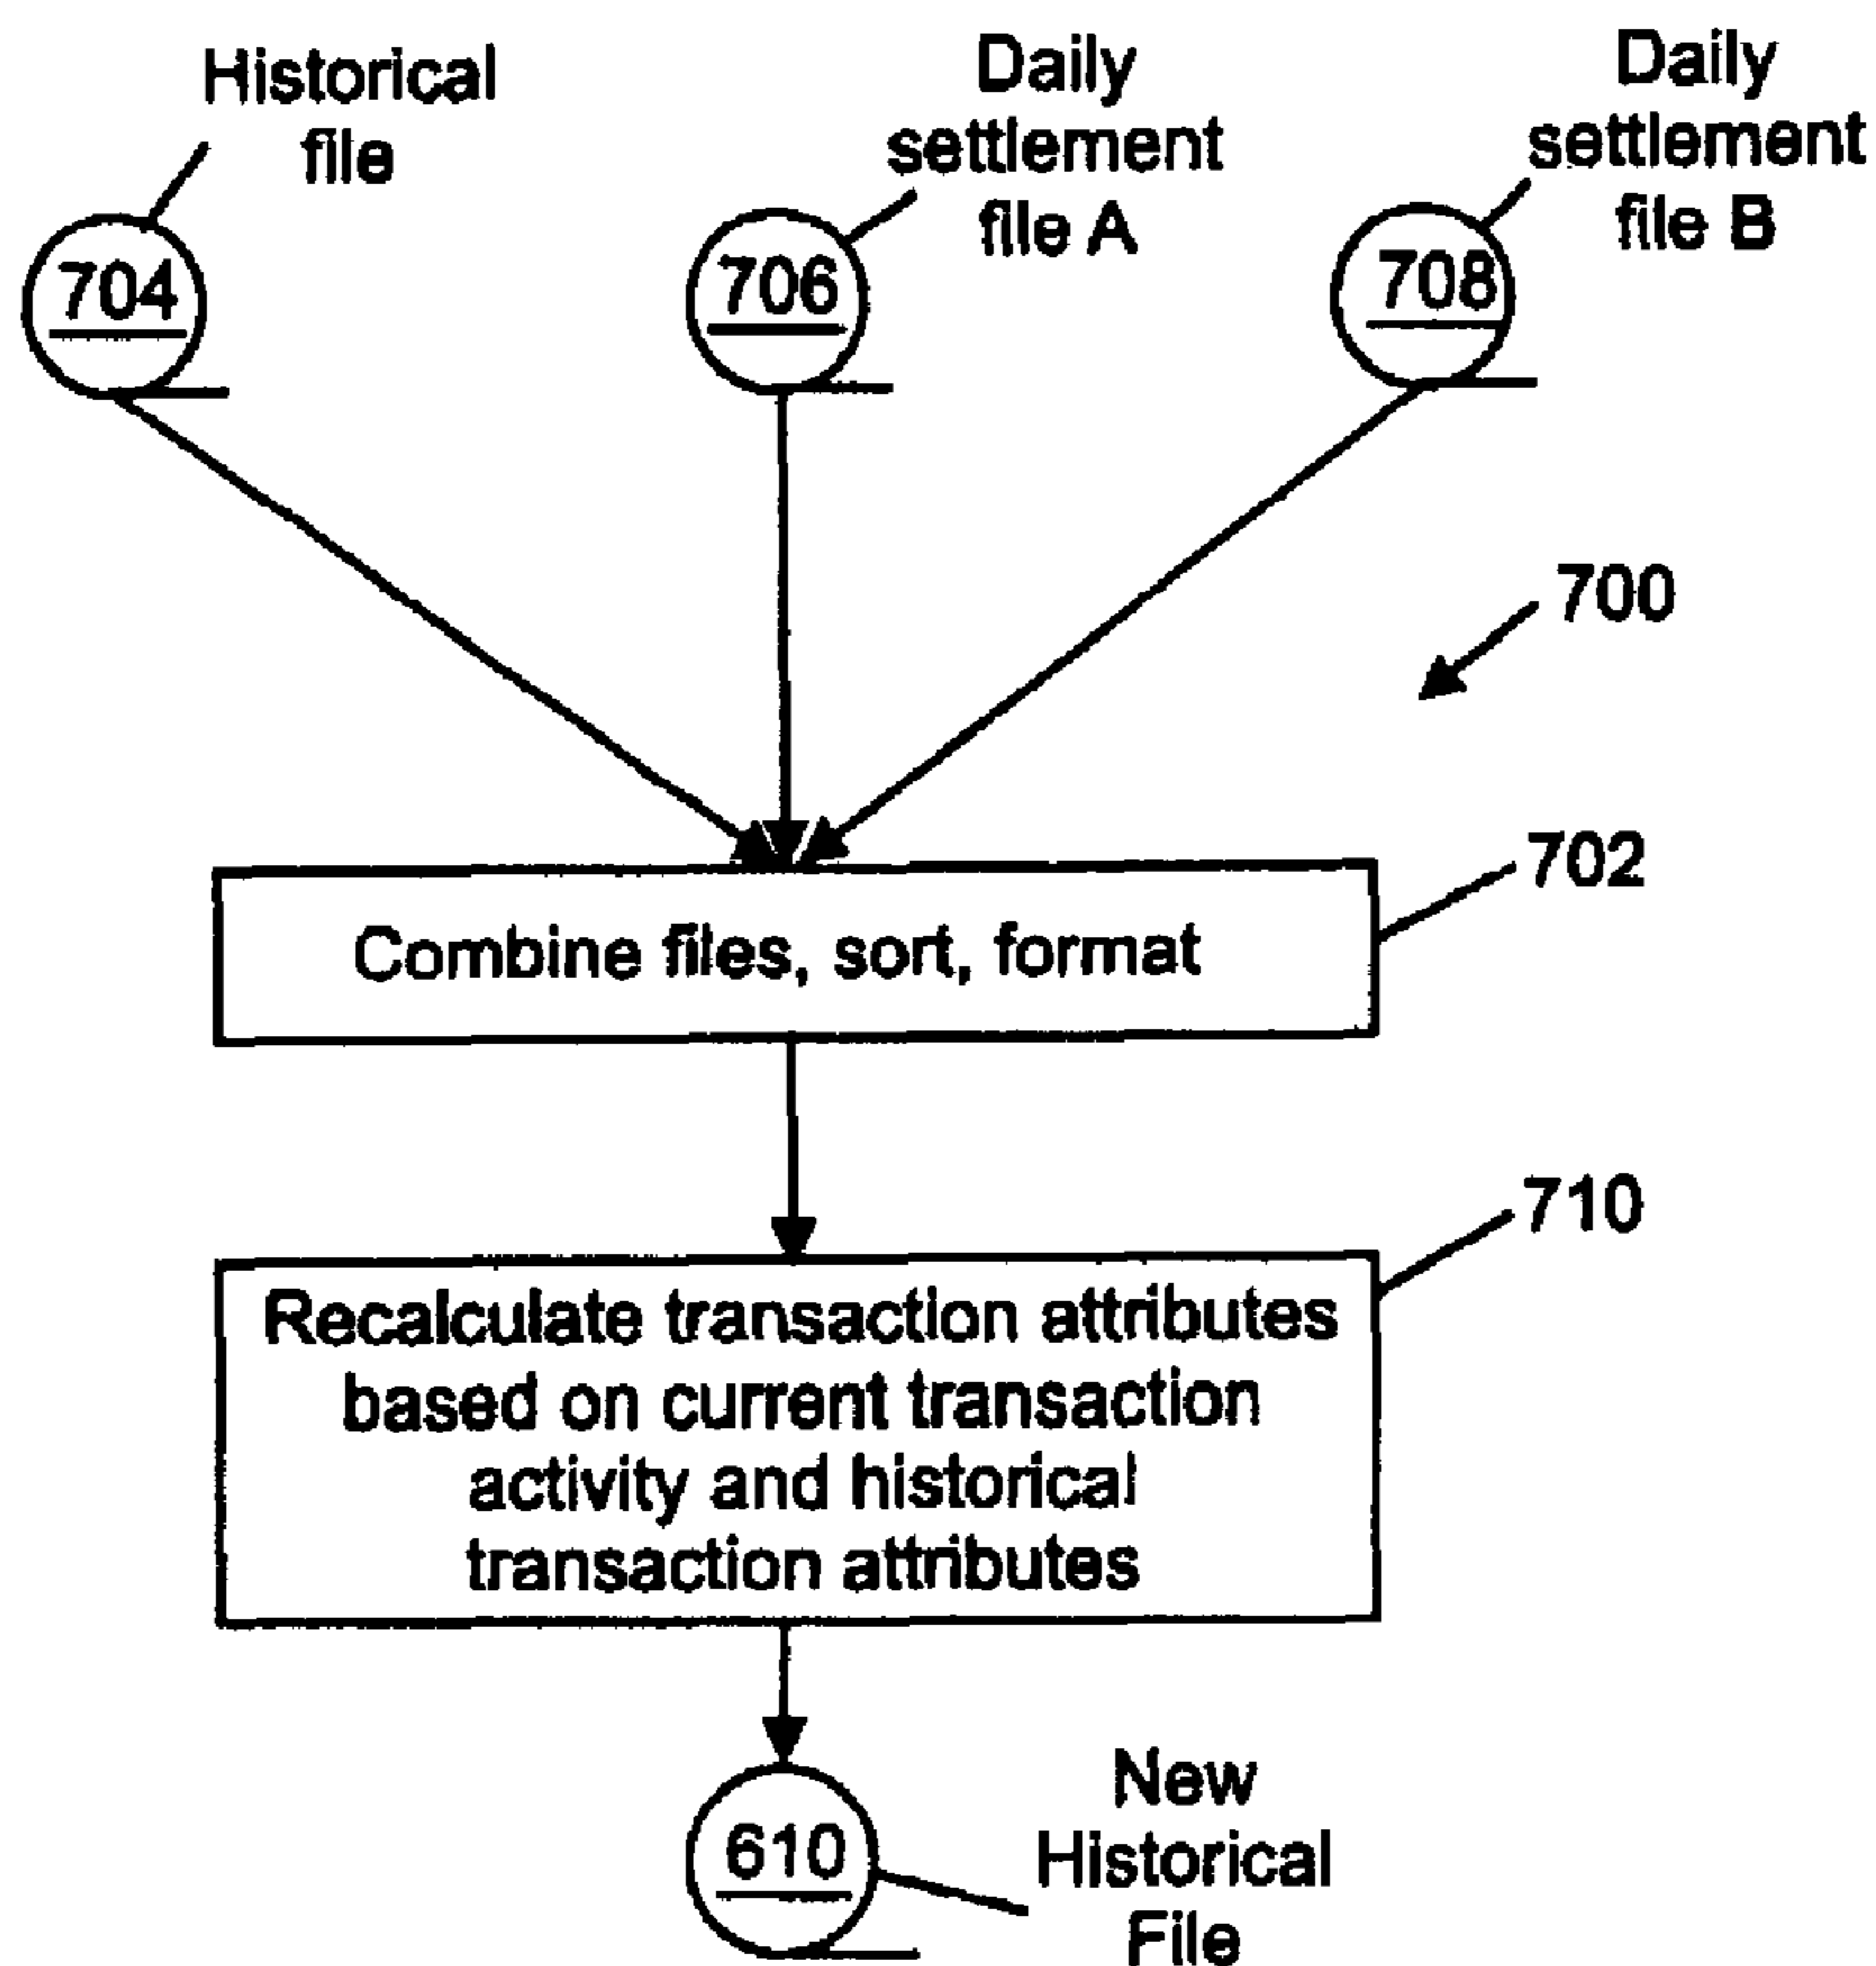 Historical
file
704
Daily
settlement
file A
706
Daily
settlement
file B
708
700
702
Combine files, sort, format
710
Recalculate transaction attributes
based on current transaction
activity and historical
transaction attributes
610
New
Historical
File